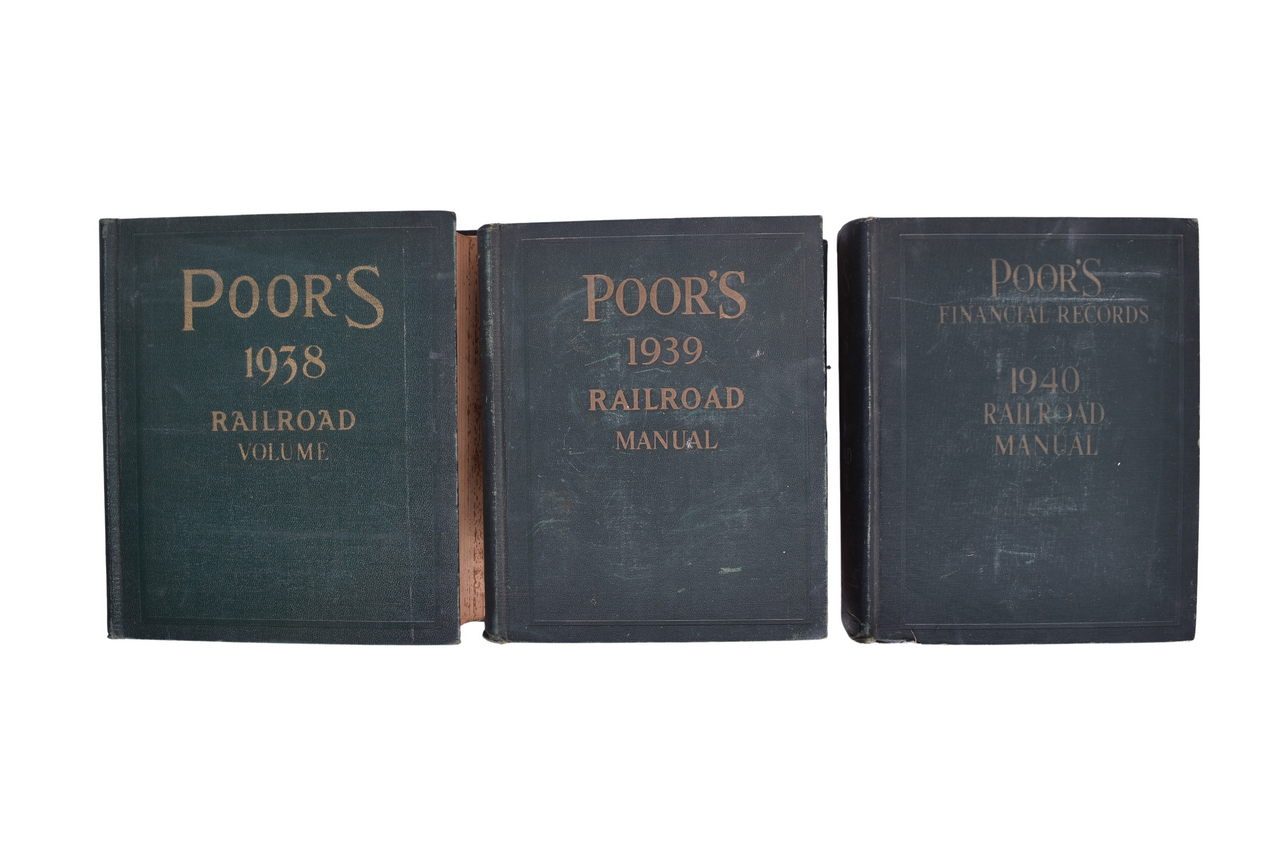 POOR'S
1938
RAILROAD
VOLUME
POOR'S
1939
RAILROAD
MANUAL
POOR'S
FINANCIAL RECORDS
1940
RAILROAD
MANUAL